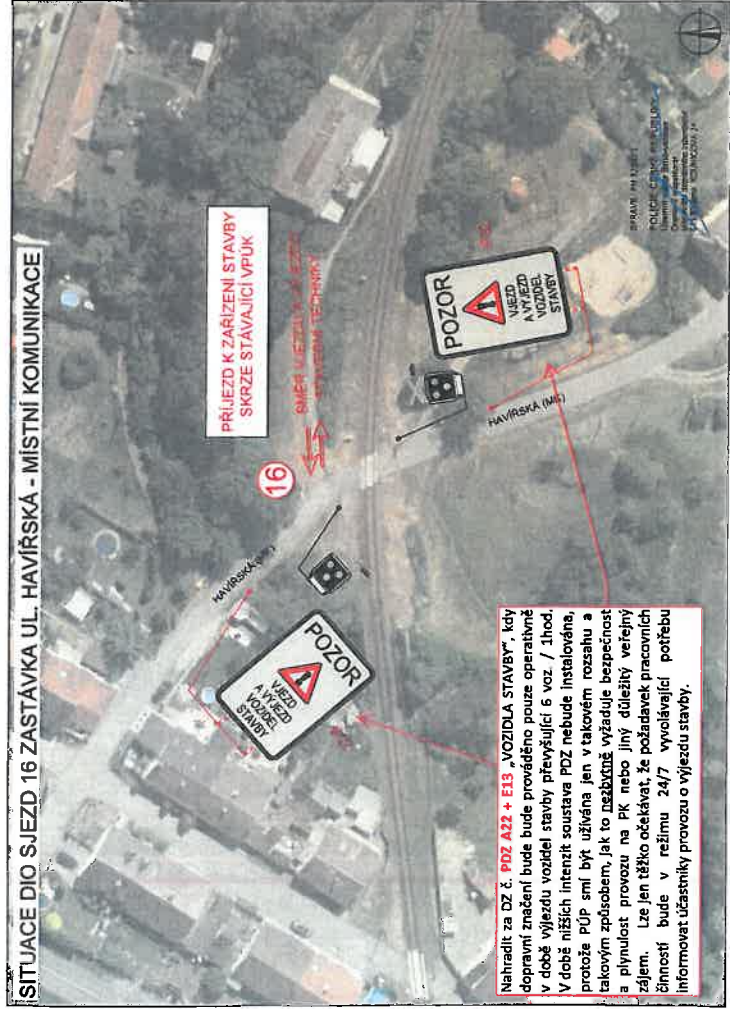 SITUACE DIO SJEZD 16 ZASTÁVKA UL. HAVÍŘSKÁ - MÍSTNÍ KOMUNIKACE
PŘÍJEZD K ZAŘÍZENÍ STAVBY
SKRZE STÁVAJÍCÍ VPÚK
SMĚR VJEZDU A VÝJEZDU
STAVEBNÍ TECHNIKY
16
HAVÍŘSKÁ (MK)
POZOR
VJEZD
A VÝJEZD
VOZIDEL
STAVBY
HAVÍŘSKÁ (MK)
POZOR
VJEZD
A VÝJEZD
VOZIDEL
STAVBY
Nahradit za DZ č. PDZ A22 + E13 „VOZIDLA STAVBY“, kdy
dopravní značení bude bude prováděno pouze operativně
v době výjezdu vozidel stavby převyšující 6 voz. / 1hod.
V době nižších intenzit soustava PDZ nebude instalována,
protože PÚP smí být užívána jen v takovém rozsahu a
takovým způsobem, jak to nezbytně vyžaduje bezpečnost
a plynulost provozu na PK nebo jiný důležitý veřejný
zájem. Lze jen těžko očekávat, že požadavek pracovních
činností bude v režimu 24/7 vyvolávající potřebu
informovat účastníky provozu o výjezdu stavby.
POLICIE ČESKÉ REPUBLIKY